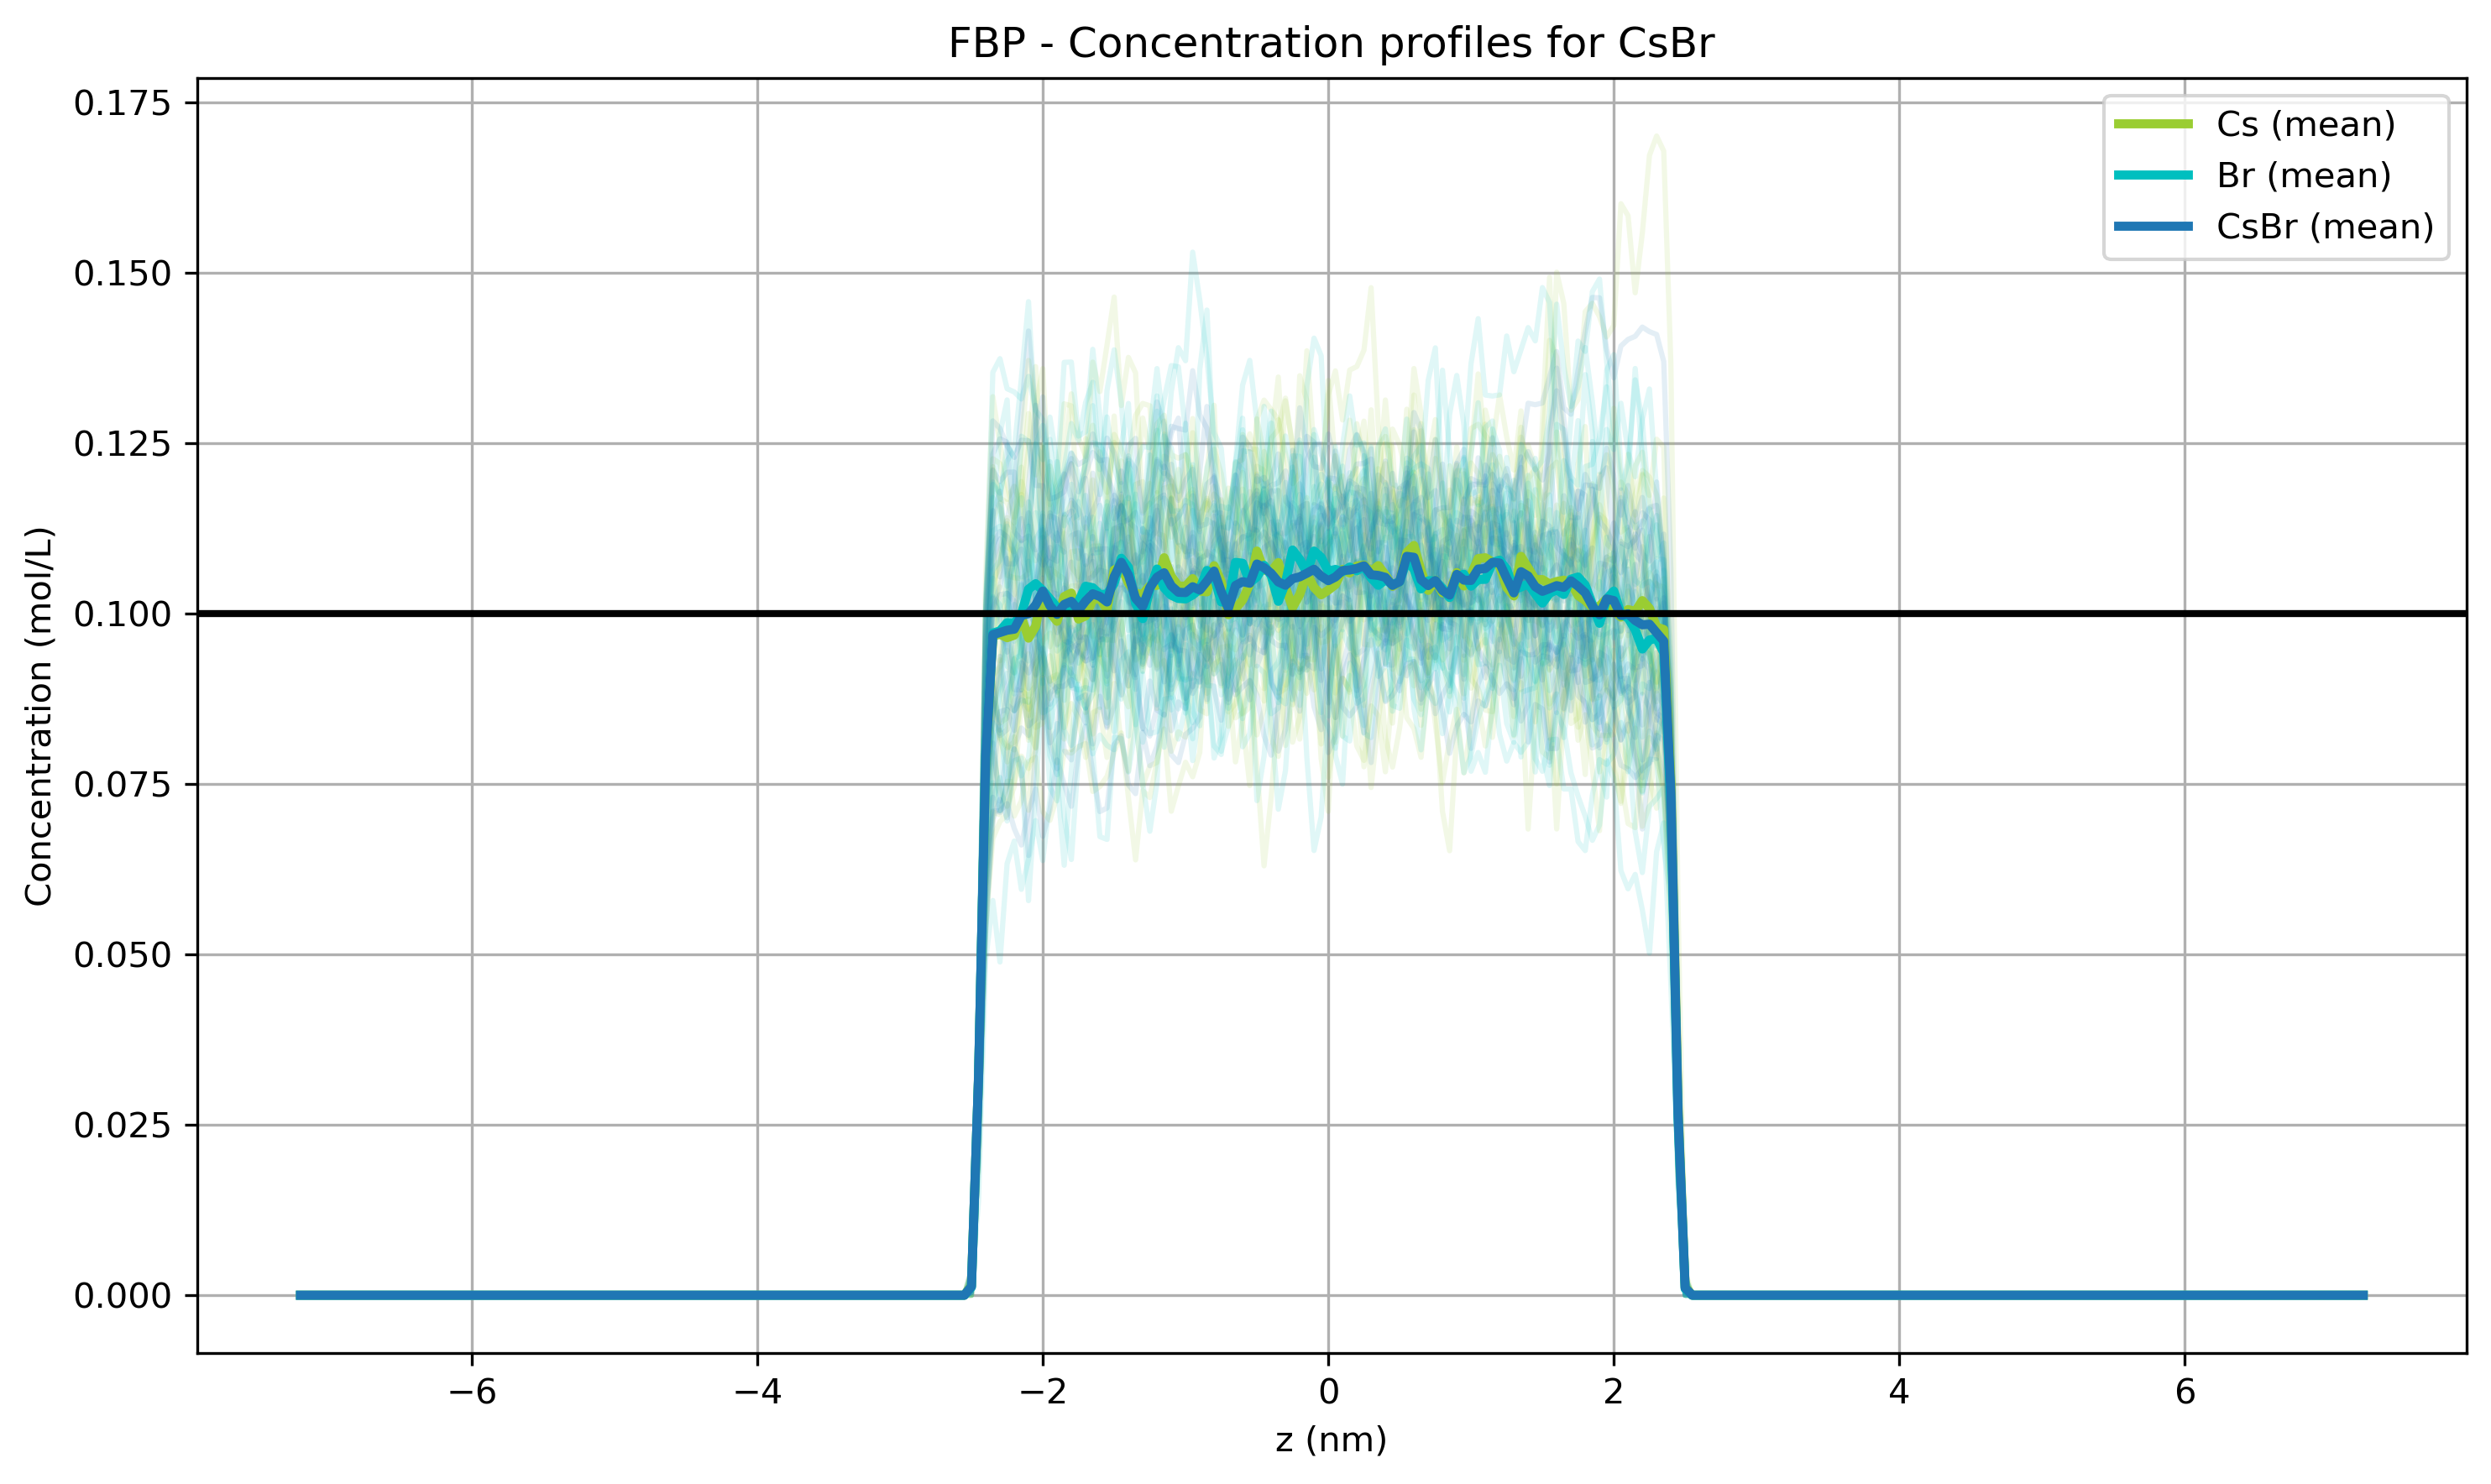 FBP - Concentration profiles for CsBr
Cs (mean)
Br (mean)
CsBr (mean)
Concentration (mol/L)
0.175
0.150
0.125
0.100
0.075
0.050
0.025
0.000
−6 −4 −2 0 2 4 6
z (nm)